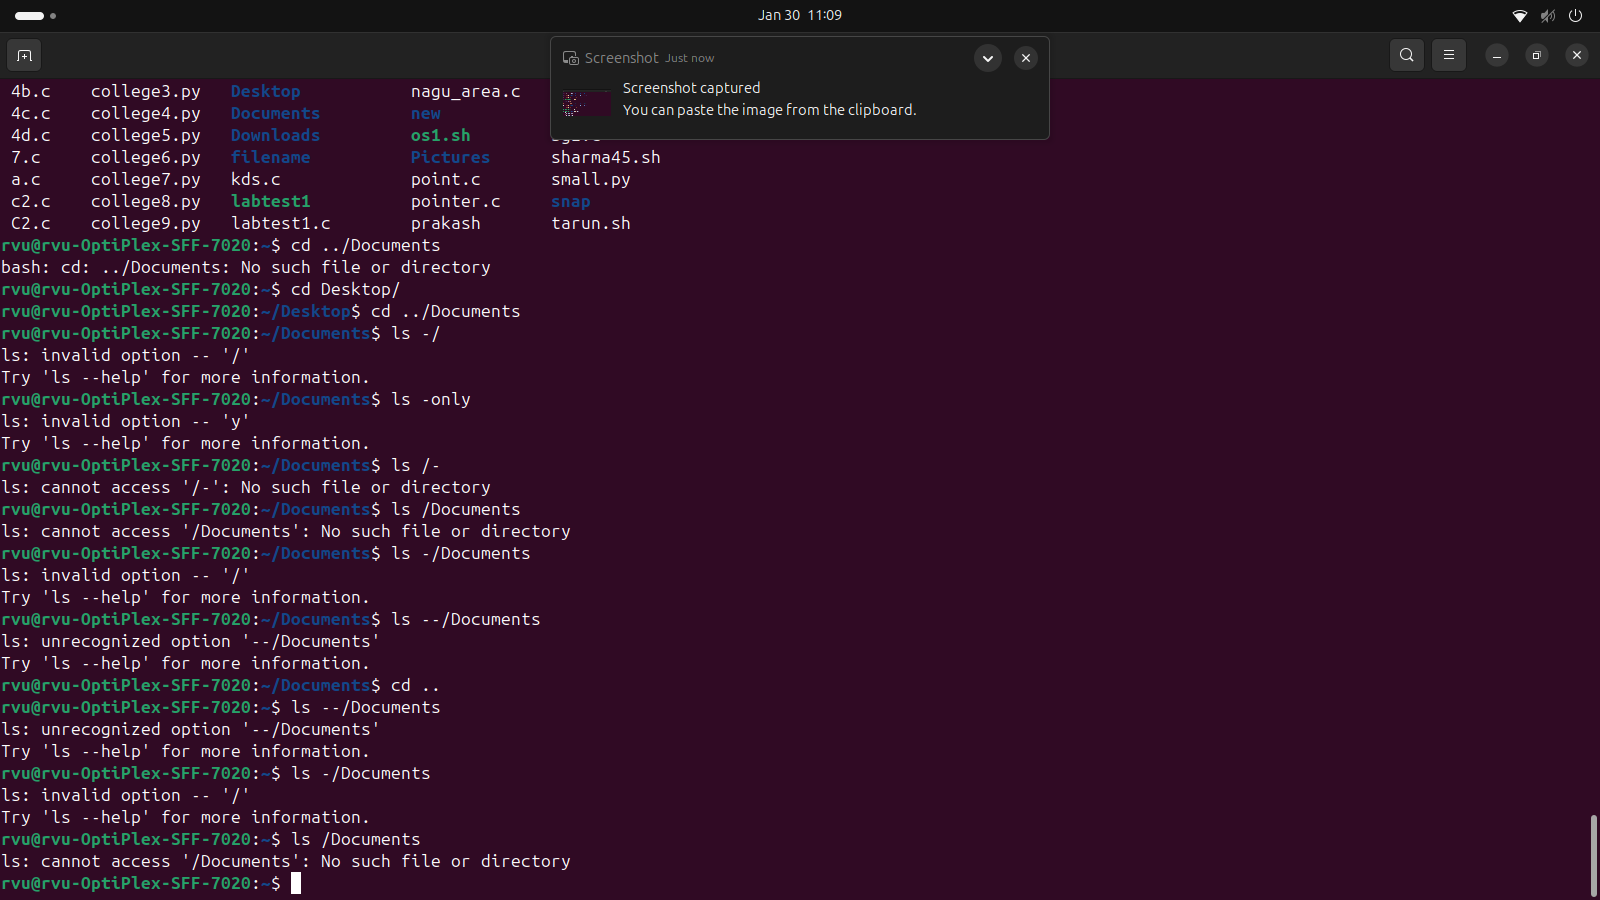 Jan 30 11:09
Screenshot Just now
Screenshot captured
You can paste the image from the clipboard.
4b.c college3.py Desktop nagu_area.c
4c.c college4.py Documents new
4d.c college5.py Downloads os1.sh
7.c college6.py filename Pictures sharma45.sh
a.c college7.py kds.c point.c small.py
c2.c college8.py labtest1 pointer.c snap
C2.c college9.py labtest1.c prakash tarun.sh
rvu@rvu-OptiPlex-SFF-7020:~$ cd ../Documents
bash: cd: ../Documents: No such file or directory
rvu@rvu-OptiPlex-SFF-7020:~$ cd Desktop/
rvu@rvu-OptiPlex-SFF-7020:~/Desktop$ cd ../Documents
rvu@rvu-OptiPlex-SFF-7020:~/Documents$ ls -/
ls: invalid option -- '/'
Try 'ls --help' for more information.
rvu@rvu-OptiPlex-SFF-7020:~/Documents$ ls -only
ls: invalid option -- 'y'
Try 'ls --help' for more information.
rvu@rvu-OptiPlex-SFF-7020:~/Documents$ ls /-
ls: cannot access '/-': No such file or directory
rvu@rvu-OptiPlex-SFF-7020:~/Documents$ ls /Documents
ls: cannot access '/Documents': No such file or directory
rvu@rvu-OptiPlex-SFF-7020:~/Documents$ ls -/Documents
ls: invalid option -- '/'
Try 'ls --help' for more information.
rvu@rvu-OptiPlex-SFF-7020:~/Documents$ ls --/Documents
ls: unrecognized option '--/Documents'
Try 'ls --help' for more information.
rvu@rvu-OptiPlex-SFF-7020:~/Documents$ cd ..
rvu@rvu-OptiPlex-SFF-7020:~$ ls --/Documents
ls: unrecognized option '--/Documents'
Try 'ls --help' for more information.
rvu@rvu-OptiPlex-SFF-7020:~$ ls -/Documents
ls: invalid option -- '/'
Try 'ls --help' for more information.
rvu@rvu-OptiPlex-SFF-7020:~$ ls /Documents
ls: cannot access '/Documents': No such file or directory
rvu@rvu-OptiPlex-SFF-7020:~$